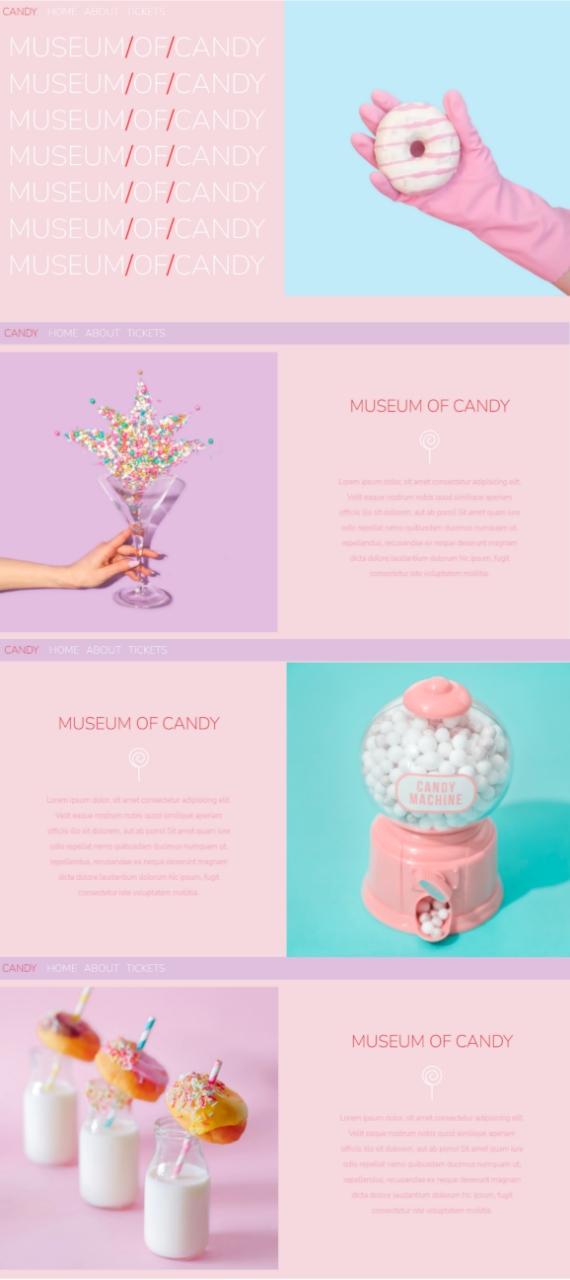 CANDY HOME ABOUT TICKETS
MUSEUM/OF/CANDY
MUSEUM/OF/CANDY
MUSEUM/OF/CANDY
MUSEUM/OF/CANDY
MUSEUM/OF/CANDY
MUSEUM/OF/CANDY
MUSEUM/OF/CANDY
CANDY HOME ABOUT TICKETS
MUSEUM OF CANDY
Lorem ipsum dolor, sit amet consectetur adipisicing elit.
Velit eaque nostrum nobis quod similique aperiam
officiis illo sit dolorem, aut ab porro! Sit amet quam iure
odio repellat nemo quibusdam ducimus numquam ut,
repellendus, recusandae ex neque deserunt magnam
dicta dolore laudantium dolorum hic ipsum, fugit
consectetur iste voluptatem mollitia.
CANDY HOME ABOUT TICKETS
MUSEUM OF CANDY
Lorem ipsum dolor, sit amet consectetur adipisicing elit.
Velit eaque nostrum nobis quod similique aperiam
officiis illo sit dolorem, aut ab porro! Sit amet quam iure
odio repellat nemo quibusdam ducimus numquam ut,
repellendus, recusandae ex neque deserunt magnam
dicta dolore laudantium dolorum hic ipsum, fugit
consectetur iste voluptatem mollitia.
CANDY
MACHINE
CANDY HOME ABOUT TICKETS
MUSEUM OF CANDY
Lorem ipsum dolor, sit amet consectetur adipisicing elit.
Velit eaque nostrum nobis quod similique aperiam
officiis illo sit dolorem, aut ab porro! Sit amet quam iure
odio repellat nemo quibusdam ducimus numquam ut,
repellendus, recusandae ex neque deserunt magnam
dicta dolore laudantium dolorum hic ipsum, fugit
consectetur iste voluptatem mollitia.